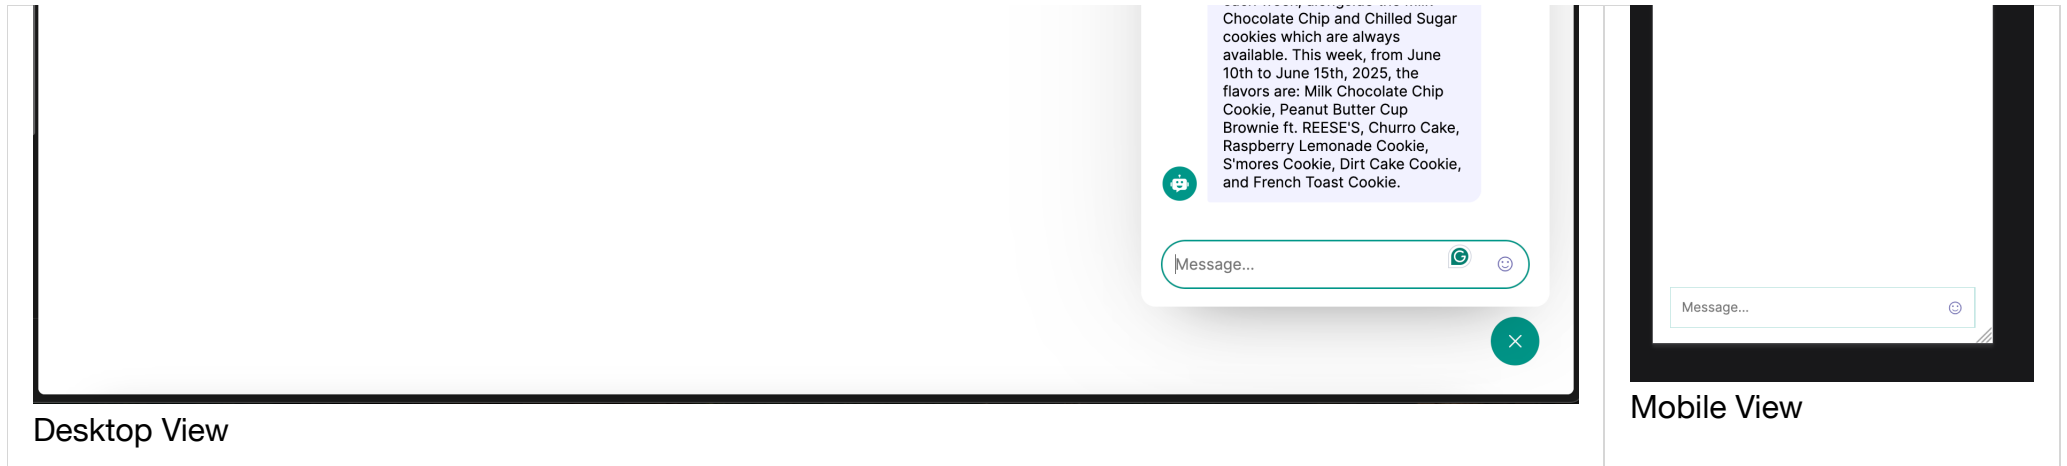 Chocolate Chip and Chilled Sugar
cookies which are always
available. This week, from June
10th to June 15th, 2025, the
flavors are: Milk Chocolate Chip
Cookie, Peanut Butter Cup
Brownie ft. REESE'S, Churro Cake,
Raspberry Lemonade Cookie,
S'mores Cookie, Dirt Cake Cookie,
and French Toast Cookie.
Message...
Desktop View
Message...
Mobile View